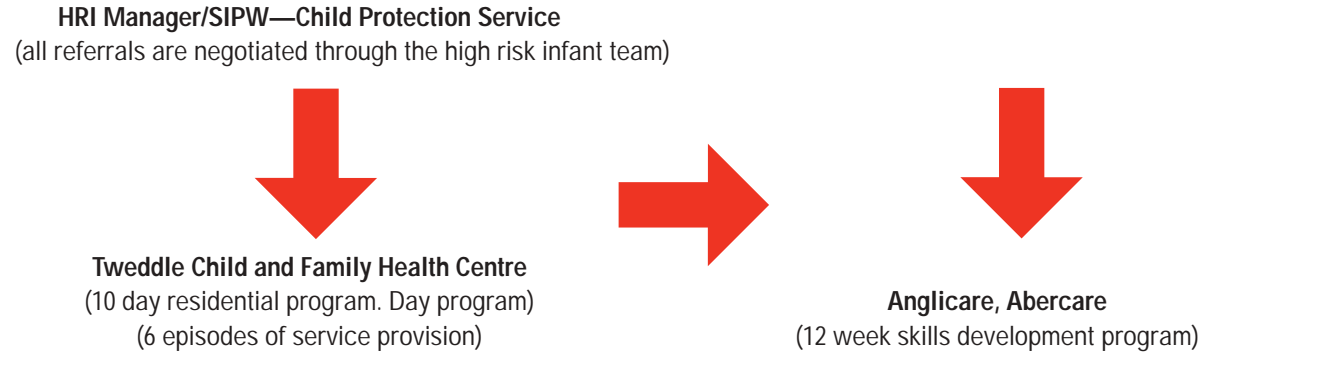 HRI Manager/SIPW—Child Protection Service
(all referrals are negotiated through the high risk infant team)
Tweddle Child and Family Health Centre
(10 day residential program. Day program)
(6 episodes of service provision)
Anglicare, Abercare
(12 week skills development program)